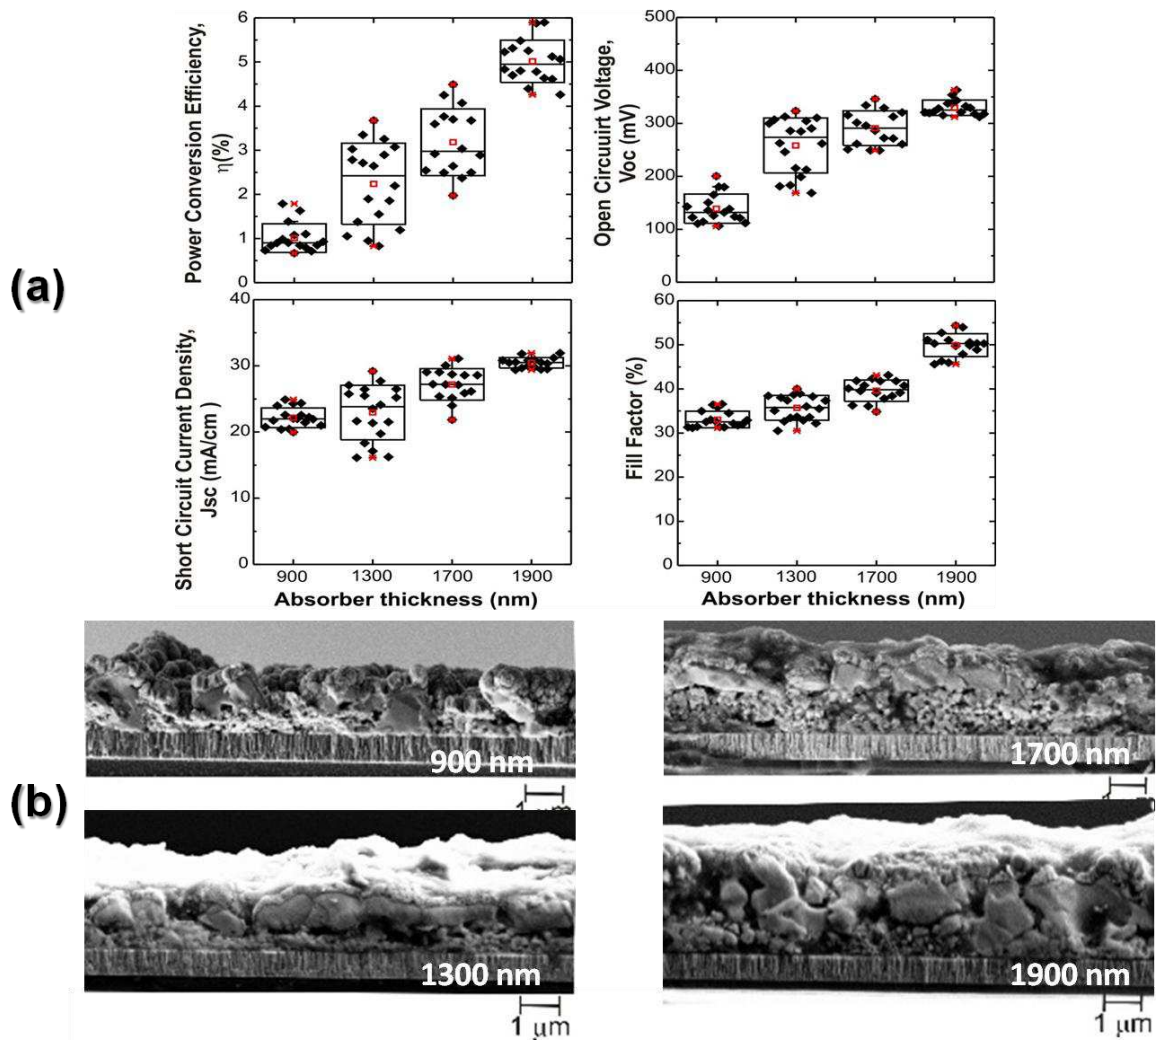 (a)
Power Conversion Efficiency,
η(%)
6
5
4
3
2
1
0
Open Circuuirt Voltage,
Voc (mV)
500
400
300
200
100
0
Short Circuit Current Density,
Jsc (mA/cm )
40
30
20
10
0
900 1300 1700 1900
Absorber thickness (nm)
Fill Factor (%)
60
50
40
30
20
10
0
900 1300 1700 1900
Absorber thickness (nm)
(b)
900 nm
1700 nm
1300 nm
1 μm
1900 nm
1 μm